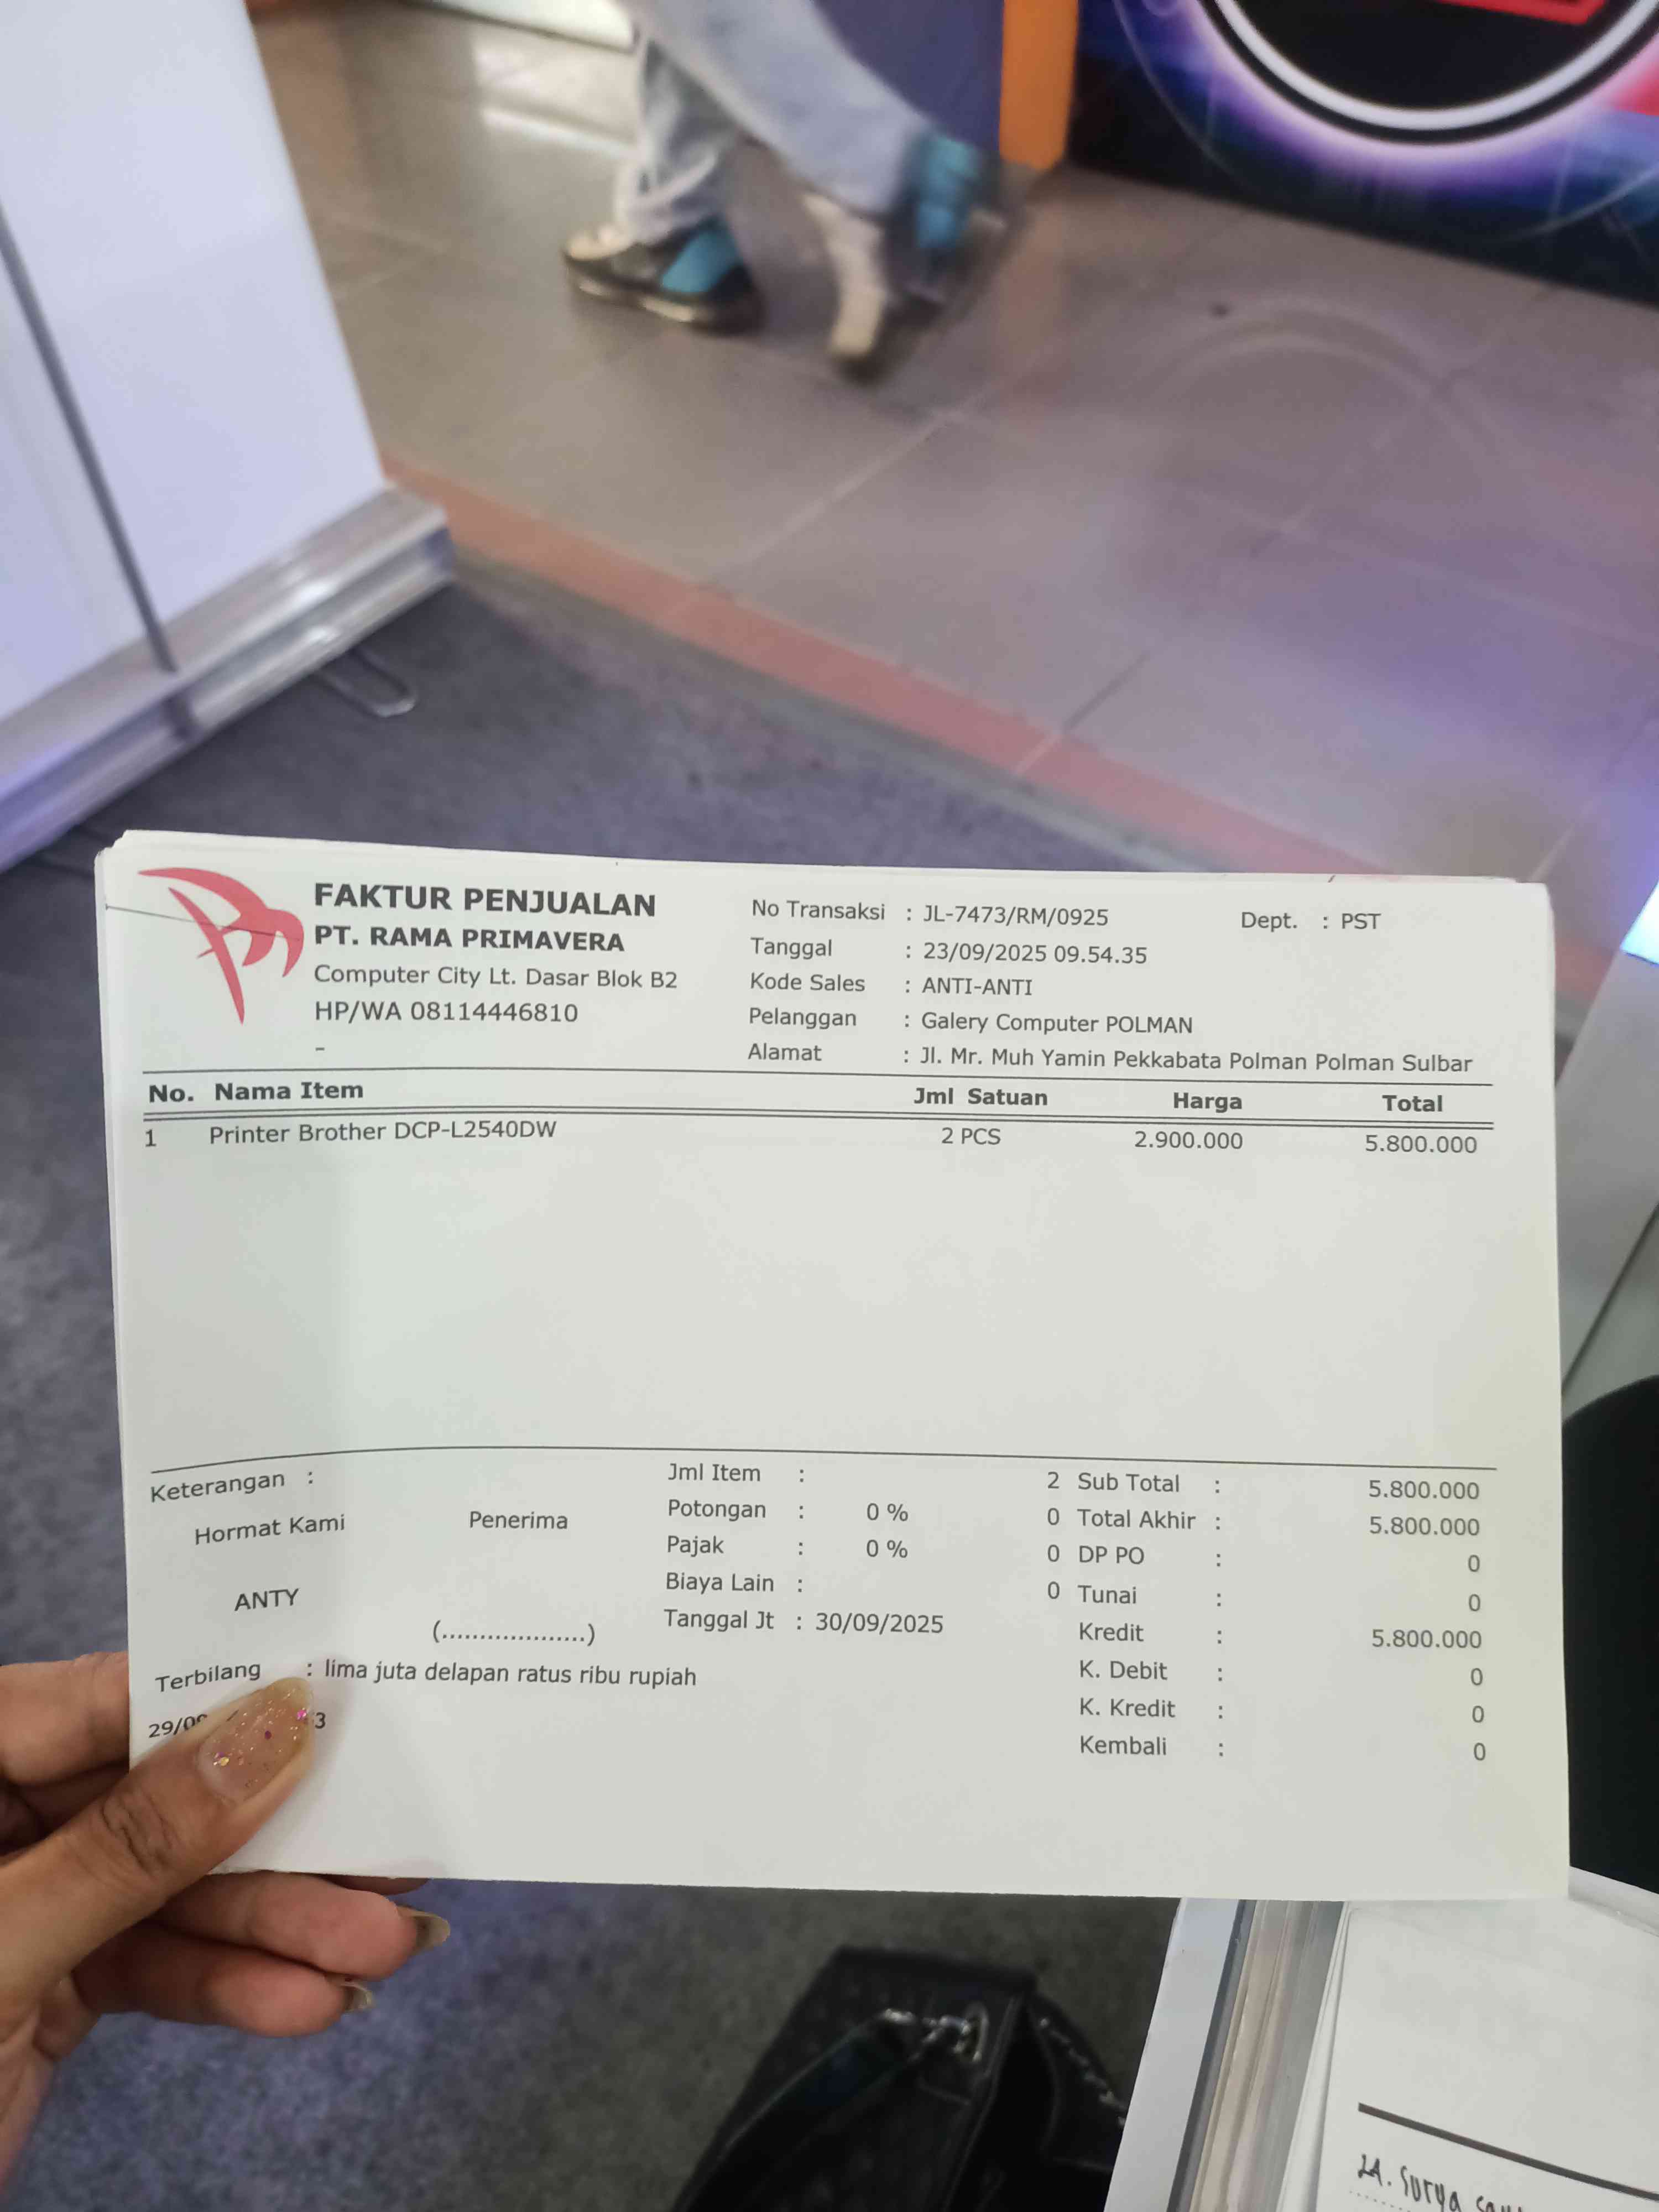 FAKTUR PENJUALAN
PT. RAMA PRIMAVERA
Computer City Lt. Dasar Blok B2
HP/WA 08114446810
-
No Transaksi : JL-7473/RM/0925 Dept. : PST
Tanggal : 23/09/2025 09.54.35
Kode Sales : ANTI-ANTI
Pelanggan : Galery Computer POLMAN
Alamat : Jl. Mr. Muh Yamin Pekkabata Polman Polman Sulbar
No. Nama Item Jml Satuan Harga Total
1 Printer Brother DCP-L2540DW 2 PCS 2.900.000 5.800.000
Keterangan :
Hormat Kami Penerima
ANTY
(...................)
Jml Item : 2
Potongan : 0 % 0
Pajak : 0 % 0
Biaya Lain : 0
Tanggal Jt : 30/09/2025
Sub Total : 5.800.000
Total Akhir : 5.800.000
DP PO : 0
Tunai : 0
Kredit : 5.800.000
K. Debit : 0
K. Kredit : 0
Kembali : 0
Terbilang : lima juta delapan ratus ribu rupiah
24. Surya